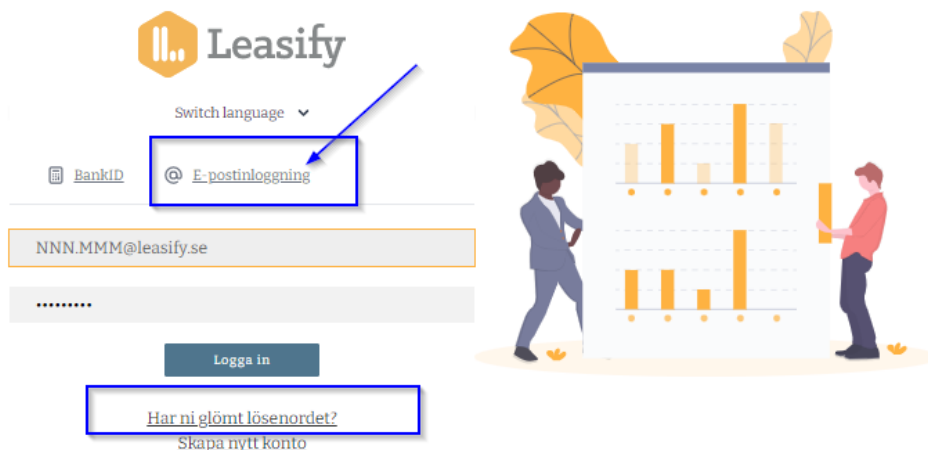 Leasify
Switch language
BankID @ E-postinloggning
NNN.MMM@leasify.se
•••••••••
Logga in
Har ni glömt lösenordet?
Skapa nytt konto